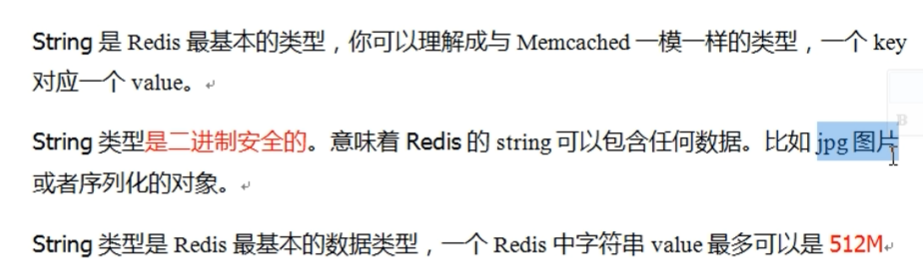 String 是 Redis 最基本的类型，你可以理解成与 Memcached 一模一样的类型，一个 key
对应一个 value。
String 类型是二进制安全的。意味着 Redis 的 string 可以包含任何数据。比如 jpg 图片
或者序列化的对象。
String 类型是 Redis 最基本的数据类型，一个 Redis 中字符串 value 最多可以是 512M